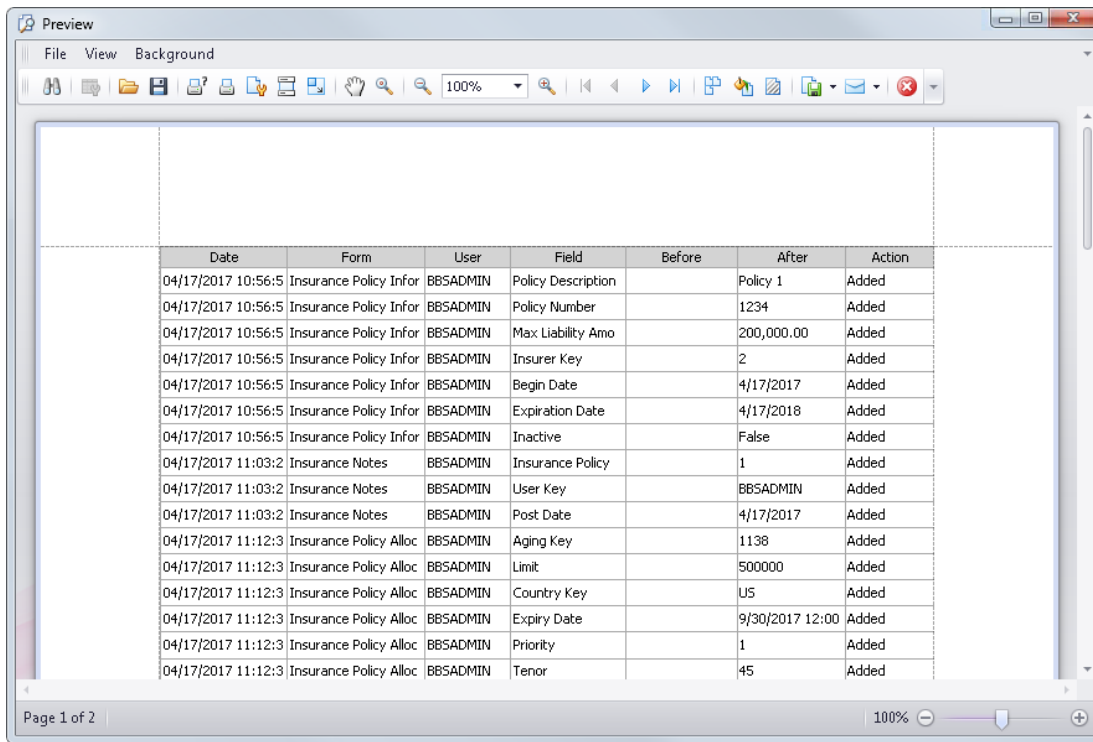 Preview
File View Background
100%
Date Form User Field Before After Action
04/17/2017 10:56:5 Insurance Policy Infor BBSADMIN Policy Description Policy 1 Added
04/17/2017 10:56:5 Insurance Policy Infor BBSADMIN Policy Number 1234 Added
04/17/2017 10:56:5 Insurance Policy Infor BBSADMIN Max Liability Amo 200,000.00 Added
04/17/2017 10:56:5 Insurance Policy Infor BBSADMIN Insurer Key 2 Added
04/17/2017 10:56:5 Insurance Policy Infor BBSADMIN Begin Date 4/17/2017 Added
04/17/2017 10:56:5 Insurance Policy Infor BBSADMIN Expiration Date 4/17/2018 Added
04/17/2017 10:56:5 Insurance Policy Infor BBSADMIN Inactive False Added
04/17/2017 11:03:2 Insurance Notes BBSADMIN Insurance Policy 1 Added
04/17/2017 11:03:2 Insurance Notes BBSADMIN User Key BBSADMIN Added
04/17/2017 11:03:2 Insurance Notes BBSADMIN Post Date 4/17/2017 Added
04/17/2017 11:12:3 Insurance Policy Alloc BBSADMIN Aging Key 1138 Added
04/17/2017 11:12:3 Insurance Policy Alloc BBSADMIN Limit 500000 Added
04/17/2017 11:12:3 Insurance Policy Alloc BBSADMIN Country Key US Added
04/17/2017 11:12:3 Insurance Policy Alloc BBSADMIN Expiry Date 9/30/2017 12:00 Added
04/17/2017 11:12:3 Insurance Policy Alloc BBSADMIN Priority 1 Added
04/17/2017 11:12:3 Insurance Policy Alloc BBSADMIN Tenor 45 Added
Page 1 of 2 100%